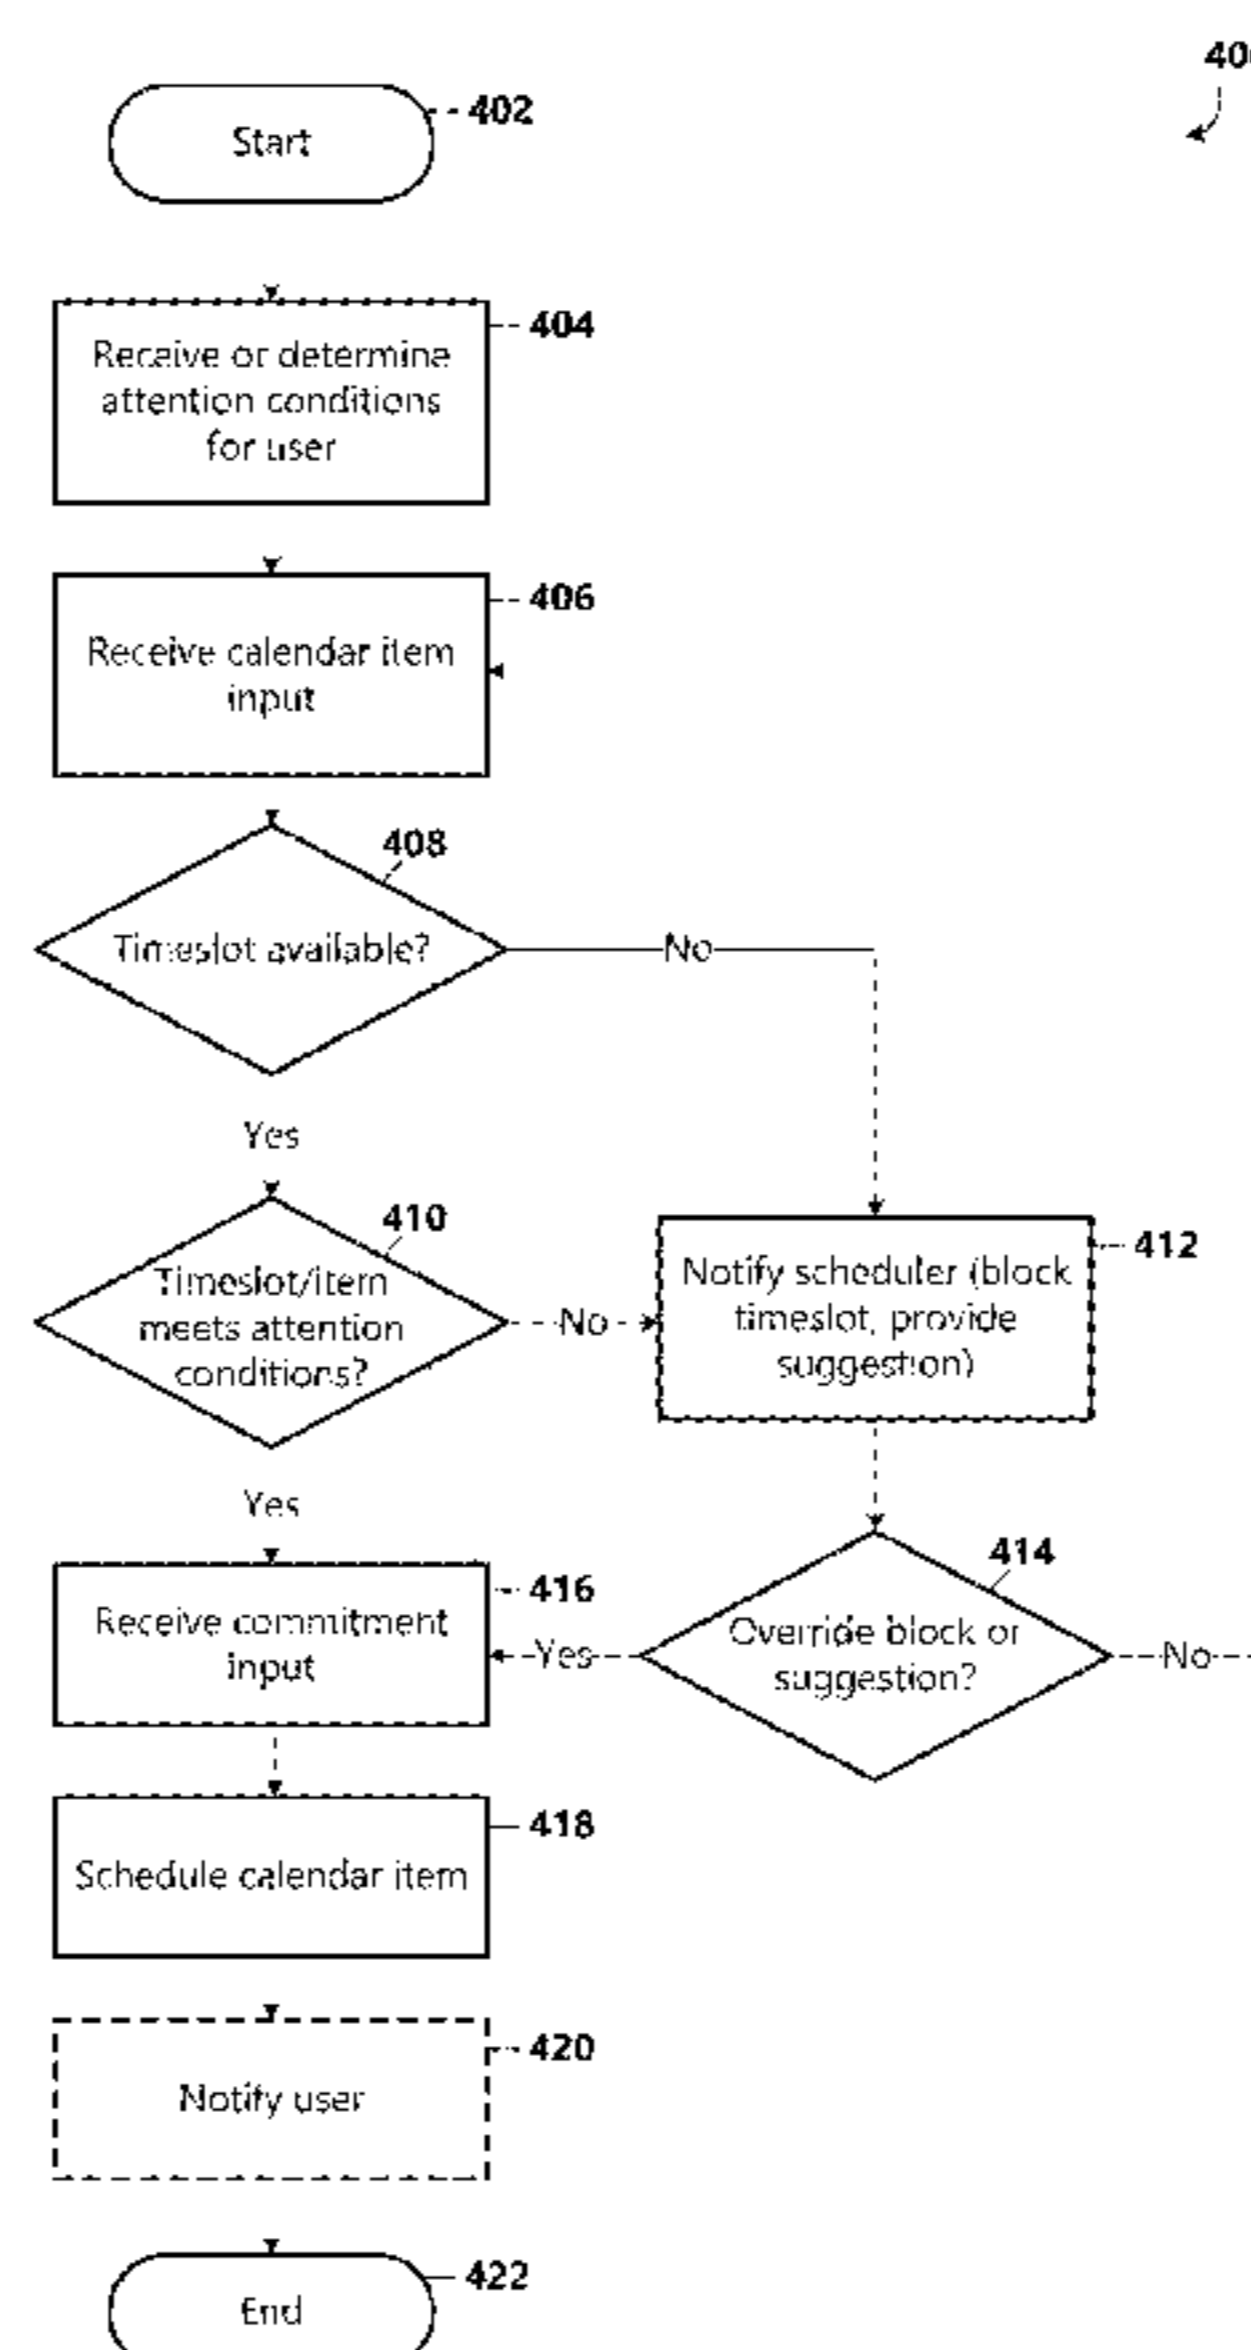 402
Start
404
Receive or determine
attention conditions
for user
406
Receive calendar item
input
408
Timeslot available?
No
Yes
410
Timeslot/item
meets attention
conditions?
No
412
Notify scheduler (block
timeslot, provide
suggestion)
Yes
416
Receive commitment
input
Yes
414
Override block or
suggestion?
No
418
Schedule calendar item
420
Notify user
422
End